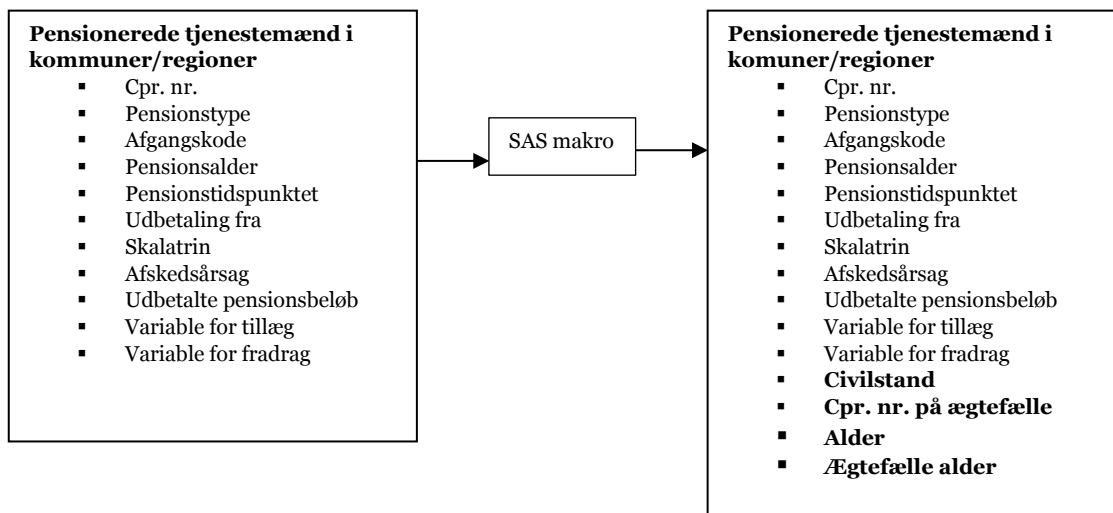 Pensionerede tjenestemænd i
kommuner/regioner
▪ Cpr. nr.
▪ Pensionstype
▪ Afgangskode
▪ Pensionsalder
▪ Pensionstidspunktet
▪ Udbetaling fra
▪ Skalatrin
▪ Afskedsårsag
▪ Udbetalte pensionsbeløb
▪ Variable for tillæg
▪ Variable for fradrag
SAS makro
Pensionerede tjenestemænd i
komuner/regioner
▪ Cpr. nr.
▪ Pensionstype
▪ Afgangskode
▪ Pensionsalder
▪ Pensionstidspunktet
▪ Udbetaling fra
▪ Skalatrin
▪ Afskedsårsag
▪ Udbetalte pensionsbeløb
▪ Variable for tillæg
▪ Variable for fradrag
▪ Civilstand
▪ Cpr. nr. på ægtefælle
▪ Alder
▪ Ægtefælle alder